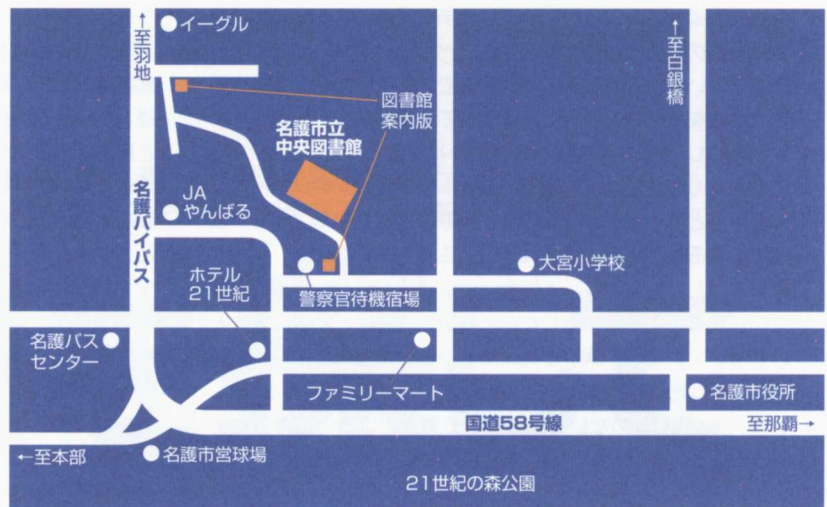 ↑至羽地
イーグル
↑至白銀橋
図書館
案内版
名護市立
中央図書館
名護バイパス
JA
やんばる
ホテル
21世紀
警察官待機宿場
大宮小学校
名護バス
センター
ファミリーマート
名護市役所
国道58号線
至那覇→
←至本部
名護市営球場
21世紀の森公園